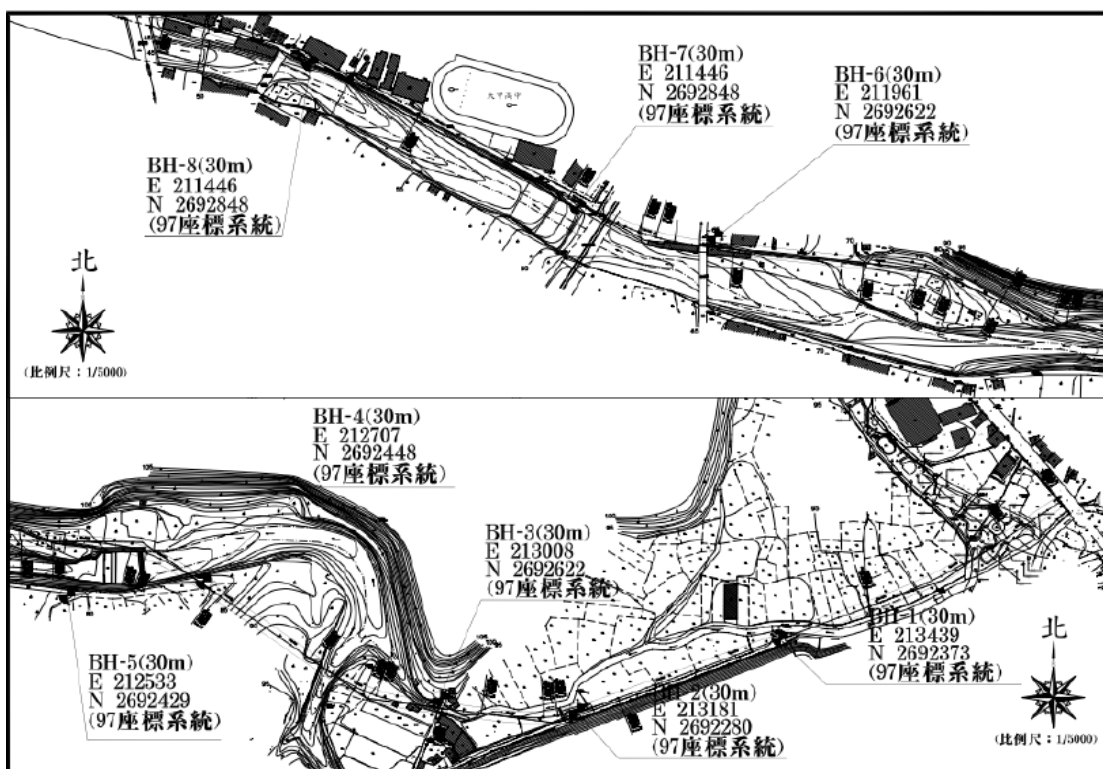 BH-7(30m)
E 211446
N 2692848
(97座標系統)
BH-6(30m)
E 211961
N 2692622
(97座標系統)
大甲高中
BH-8(30m)
E 211446
N 2692848
(97座標系統)
北
(比例尺：1/5000)
BH-4(30m)
E 212707
N 2692448
(97座標系統)
BH-3(30m)
E 213008
N 2692622
(97座標系統)
BH-1(30m)
E 213439
N 2692373
(97座標系統)
BH-5(30m)
E 212533
N 2692429
(97座標系統)
BH-2(30m)
E 213181
N 2692280
(97座標系統)
北
(比例尺：1/5000)